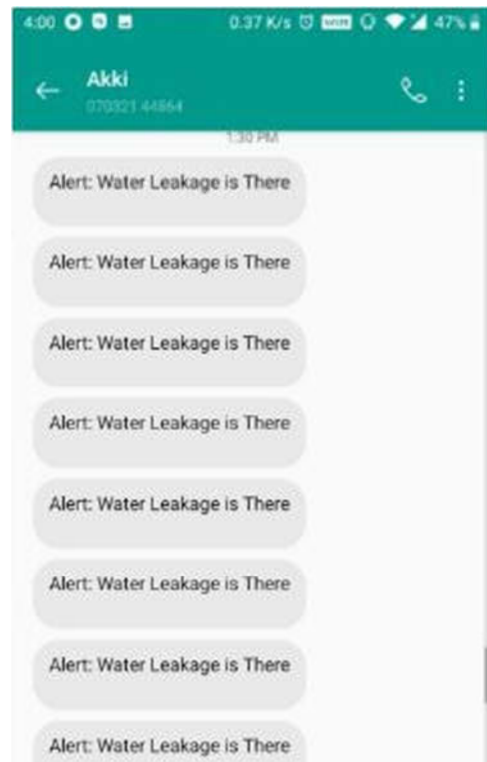 4:00 0.37 K/s 47%
Akki
070321 44864
1:30 PM
Alert: Water Leakage is There
Alert: Water Leakage is There
Alert: Water Leakage is There
Alert: Water Leakage is There
Alert: Water Leakage is There
Alert: Water Leakage is There
Alert: Water Leakage is There
Alert: Water Leakage is There